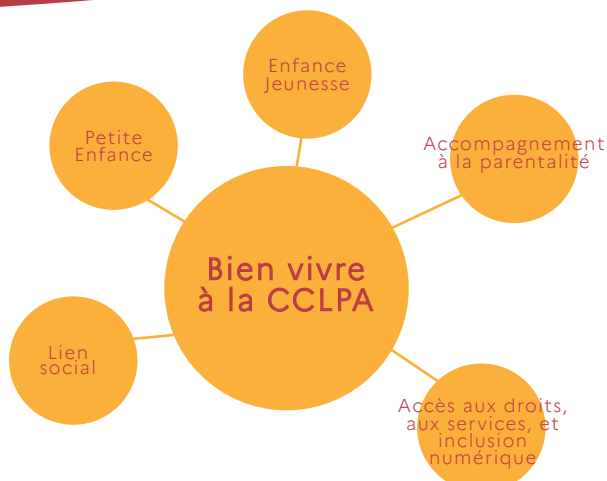 Enfance
Jeunesse
Petite
Enfance
Accompagnement
à la parentalité
Bien vivre
à la CCLPA
Lien
social
Accès aux droits,
aux services, et
inclusion
numérique